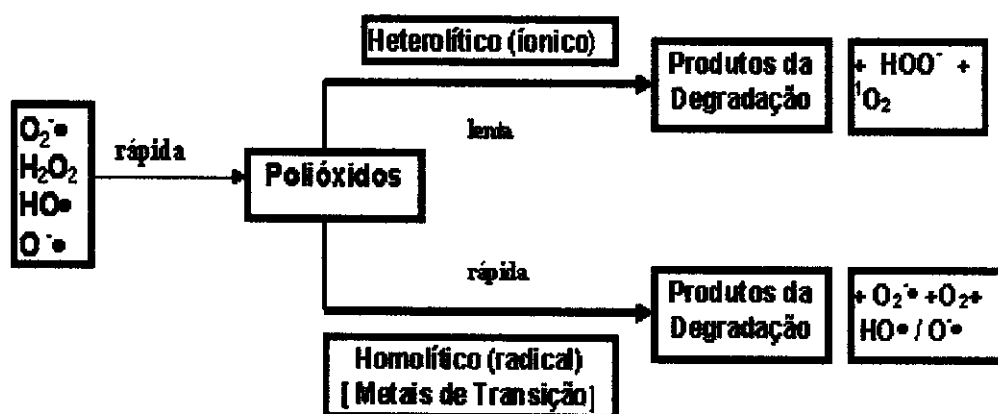 Heterolítico (íonico)
Produtos da
Degradação
+ HOO⁻ +
¹O₂
lenta
O₂⁻•
H₂O₂
HO•
O⁻•
rápida
Polióxidos
rápida
Produtos da
Degradação
+ O₂⁻• +O₂+
HO• / O⁻•
Homolítico (radical)
[ Metais de Transição]